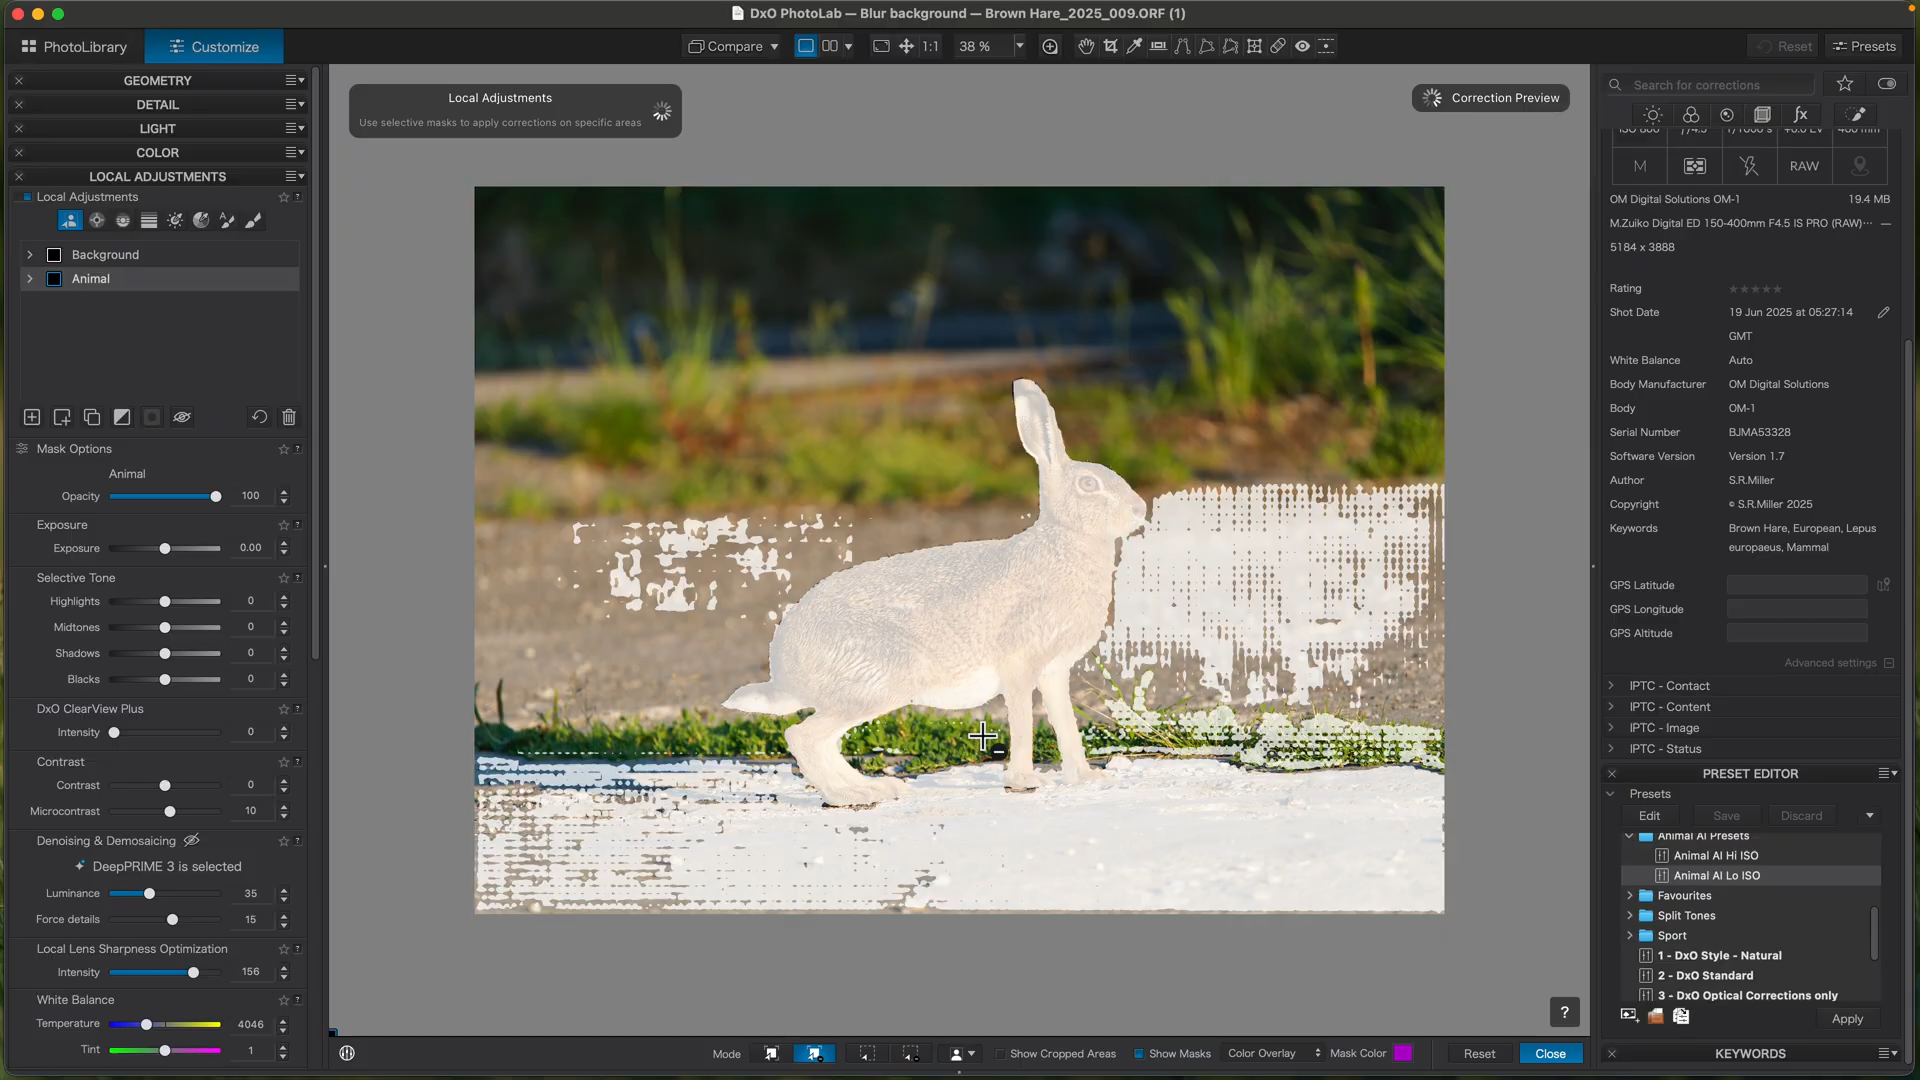 DxO PhotoLab — Blur background — Brown Hare_2025_009.ORF (1)
PhotoLibrary
Customize
Compare
1:1
38 %
Reset
Presets
GEOMETRY
DETAIL
LIGHT
COLOR
LOCAL ADJUSTMENTS
Local Adjustments
Background
Animal
Mask Options
Animal
Opacity 100
Exposure
Exposure 0.00
Selective Tone
Highlights 0
Midtones 0
Shadows 0
Blacks 0
DxO ClearView Plus
Intensity 0
Contrast
Contrast 0
Microcontrast 10
Denoising & Demosaicing
DeepPRIME 3 is selected
Luminance 35
Force details 15
Local Lens Sharpness Optimization
Intensity 156
White Balance
Temperature 4046
Tint 1
Local Adjustments
Use selective masks to apply corrections on specific areas
Correction Preview
?
Mode
Show Cropped Areas
Show Masks
Color Overlay
Mask Color
Reset
Close
Search for corrections
fx
M
RAW
OM Digital Solutions OM-1 19.4 MB
M.Zuiko Digital ED 150-400mm F4.5 IS PRO (RAW)… —
5184 x 3888
Rating
Shot Date 19 Jun 2025 at 05:27:14
GMT
White Balance Auto
Body Manufacturer OM Digital Solutions
Body OM-1
Serial Number BJMA53328
Software Version Version 1.7
Author S.R.Miller
Copyright © S.R.Miller 2025
Keywords Brown Hare, European, Lepus
europaeus, Mammal
GPS Latitude
GPS Longitude
GPS Altitude
Advanced settings
IPTC - Contact
IPTC - Content
IPTC - Image
IPTC - Status
PRESET EDITOR
Presets
Edit
Save
Discard
Animal AI Presets
Animal AI Hi ISO
Animal AI Lo ISO
Favourites
Split Tones
Sport
1 - DxO Style - Natural
2 - DxO Standard
3 - DxO Optical Corrections only
Apply
KEYWORDS